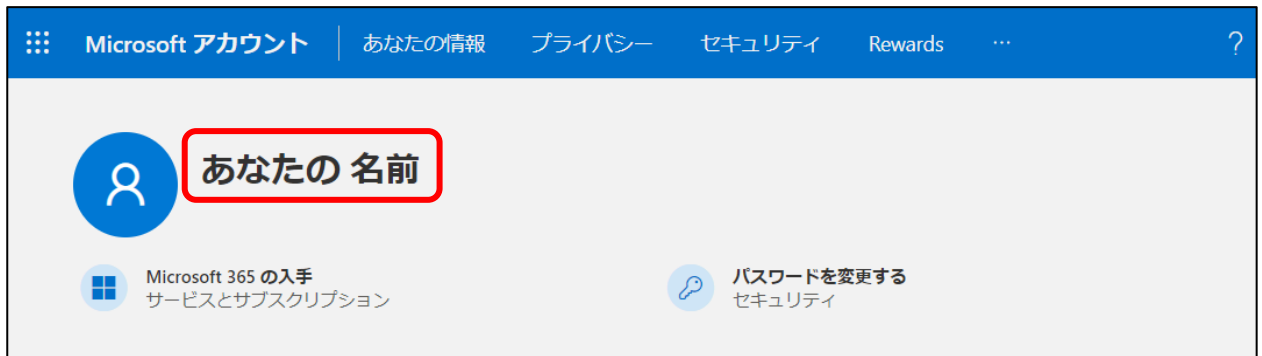 Microsoft アカウント あなたの情報 プライバシー セキュリティ Rewards … ?
あなたの 名前
Microsoft 365 の入手
サービスとサブスクリプション
パスワードを変更する
セキュリティ